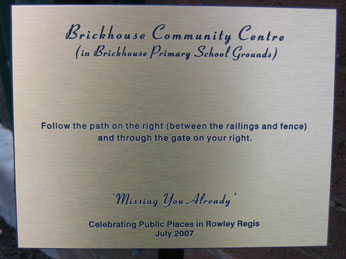 Brickhouse Community Centre
(in Brickhouse Primary School Grounds)
Follow the path on the right (between the railings and fence)
and through the gate on your right.
'Missing You Already'
Celebrating Public Places in Rowley Regis
July 2007